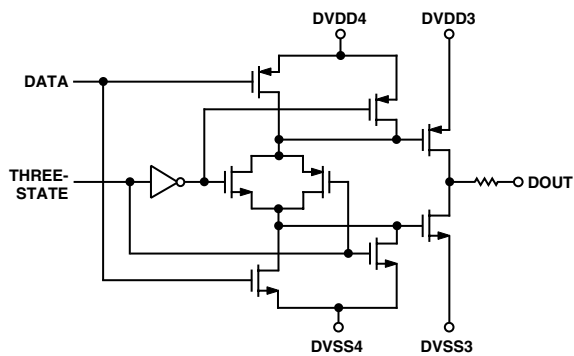 DVDD4
DVDD3
DATA
THREE-
STATE
DOUT
DVSS4
DVSS3